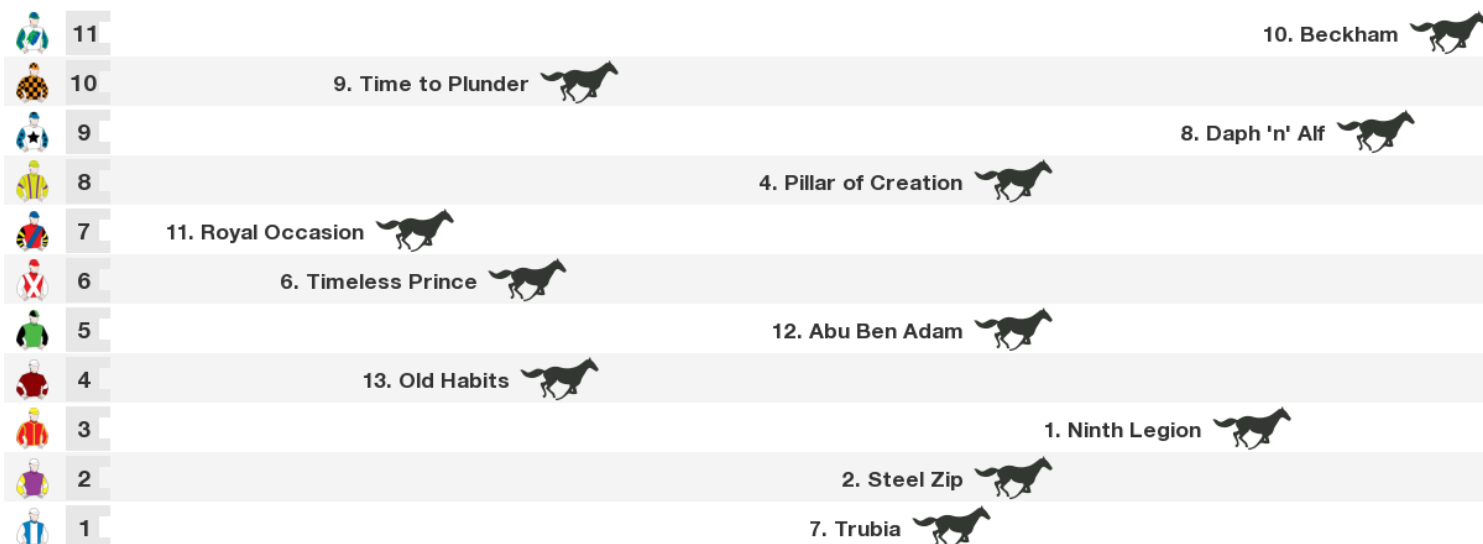 11 10. Beckham
10 9. Time to Plunder
9 8. Daph 'n' Alf
8 4. Pillar of Creation
7 11. Royal Occasion
6 6. Timeless Prince
5 12. Abu Ben Adam
4 13. Old Habits
3 1. Ninth Legion
2 2. Steel Zip
1 7. Trubia